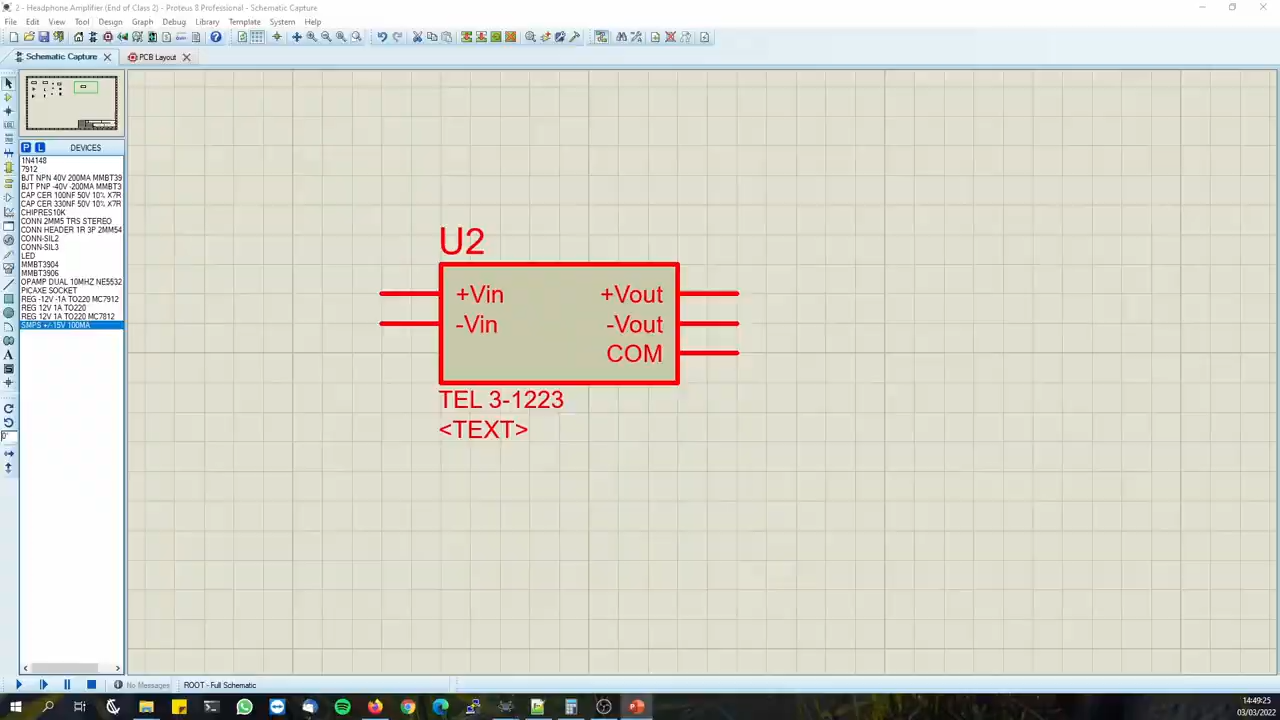 2 - Headphone Amplifier (End of Class 2) - Proteus 8 Professional - Schematic Capture
File Edit View Tool Design Graph Debug Library Template System Help
Schematic Capture
PCB Layout
P L DEVICES
1N4148
7912
BJT NPN 40V 200MA MMBT39
BJT PNP -40V -200MA MMBT3
CAP CER 100NF 50V 10% X7R
CAP CER 330NF 50V 10% X7R
CHIPRES10K
CONN 2MM5 TRS STEREO
CONN HEADER 1R 3P 2MM54
CONN-SIL2
CONN-SIL3
LED
MMBT3904
MMBT3906
OPAMP DUAL 10MHZ NE5532
PICAXE SOCKET
REG -12V -1A TO220 MC7912
REG 12V 1A TO220
REG 12V 1A TO220 MC7812
SMPS +/-15V 100MA
U2
+Vin +Vout
-Vin -Vout
COM
TEL 3-1223
<TEXT>
No Messages
ROOT - Full Schematic
14:49:25
03/03/2022